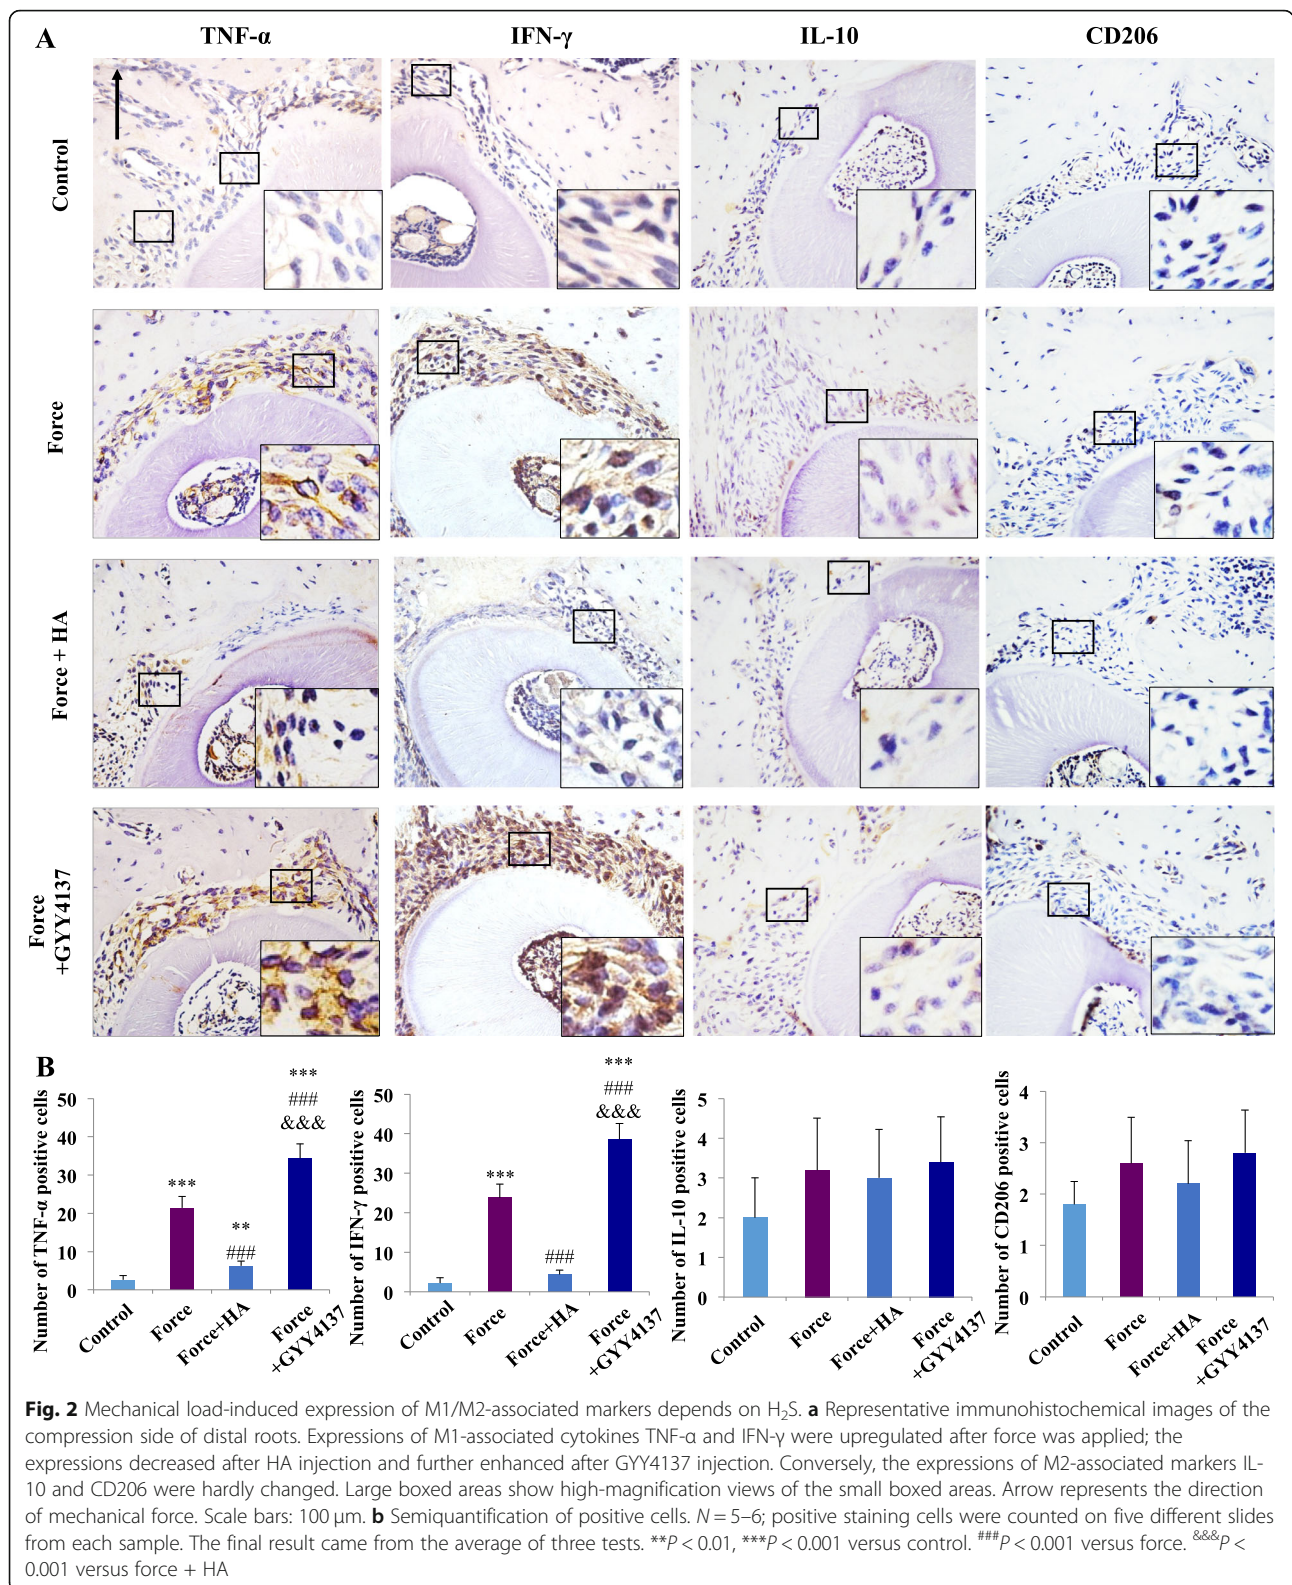 A
TNF-α IFN-γ IL-10 CD206
Control
Force
Force + HA
Force
+GYY4137
B
Number of TNF-α positive cells
50
40
30
20
10
0
***
**
###
***
###
&&&
Control
Force
Force+HA
Force
+GYY4137
Number of IFN-γ positive cells
50
40
30
20
10
0
***
###
***
###
&&&
Control
Force
Force+HA
Force
+GYY4137
Number of IL-10 positive cells
5
4
3
2
1
0
Control
Force
Force+HA
Force
+GYY4137
Number of CD206 positive cells
4
3
2
1
0
Control
Force
Force+HA
Force
+GYY4137
Fig. 2 Mechanical load-induced expression of M1/M2-associated markers depends on H₂S. a Representative immunohistochemical images of the
compression side of distal roots. Expressions of M1-associated cytokines TNF-α and IFN-γ were upregulated after force was applied; the
expressions decreased after HA injection and further enhanced after GYY4137 injection. Conversely, the expressions of M2-associated markers IL-
10 and CD206 were hardly changed. Large boxed areas show high-magnification views of the small boxed areas. Arrow represents the direction
of mechanical force. Scale bars: 100 μm. b Semiquantification of positive cells. N = 5–6; positive staining cells were counted on five different slides
from each sample. The final result came from the average of three tests. **P < 0.01, ***P < 0.001 versus control. ###P < 0.001 versus force. &&&P <
0.001 versus force + HA